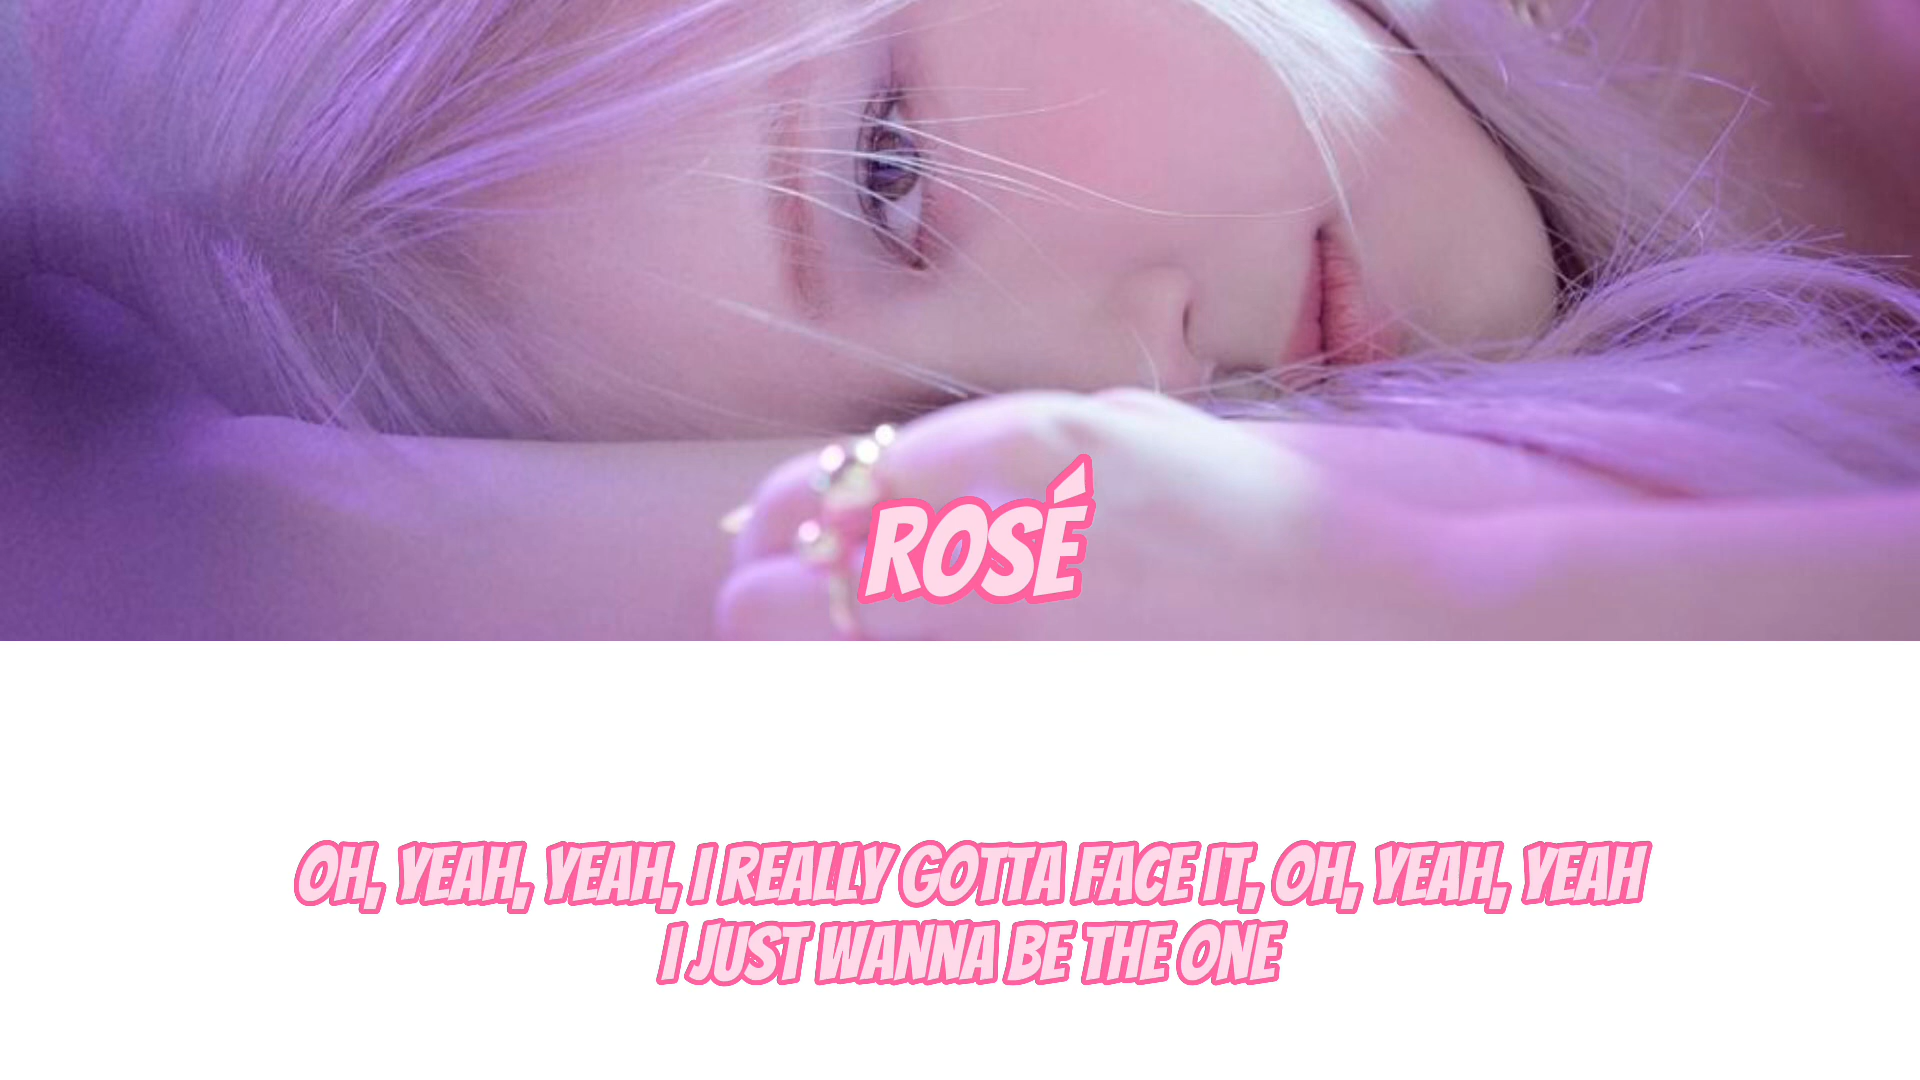 ROSÉ
OH, YEAH, YEAH, I REALLY GOTTA FACE IT, OH, YEAH, YEAH
I JUST WANNA BE THE ONE